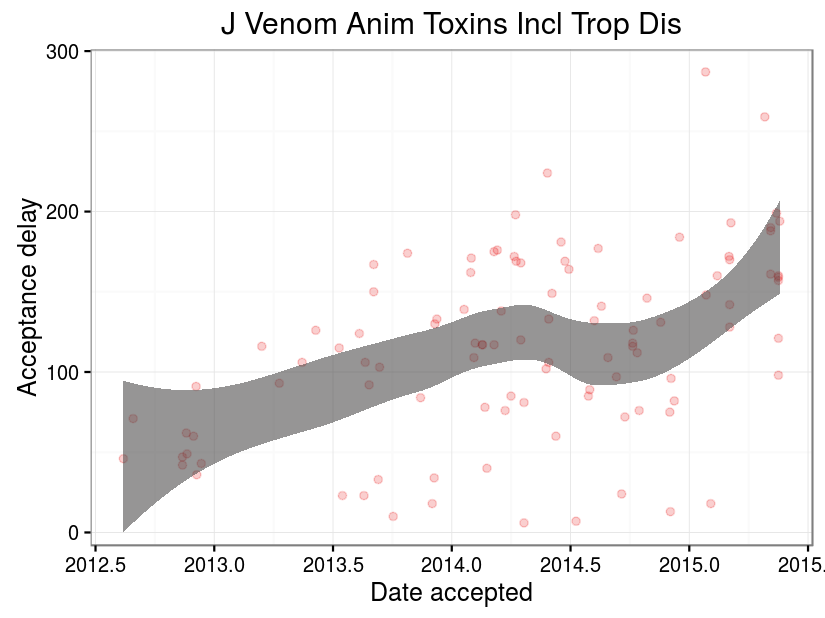 J Venom Anim Toxins Incl Trop Dis
300
200
100
0
Acceptance delay
2012.5 2013.0 2013.5 2014.0 2014.5 2015.0 2015.
Date accepted